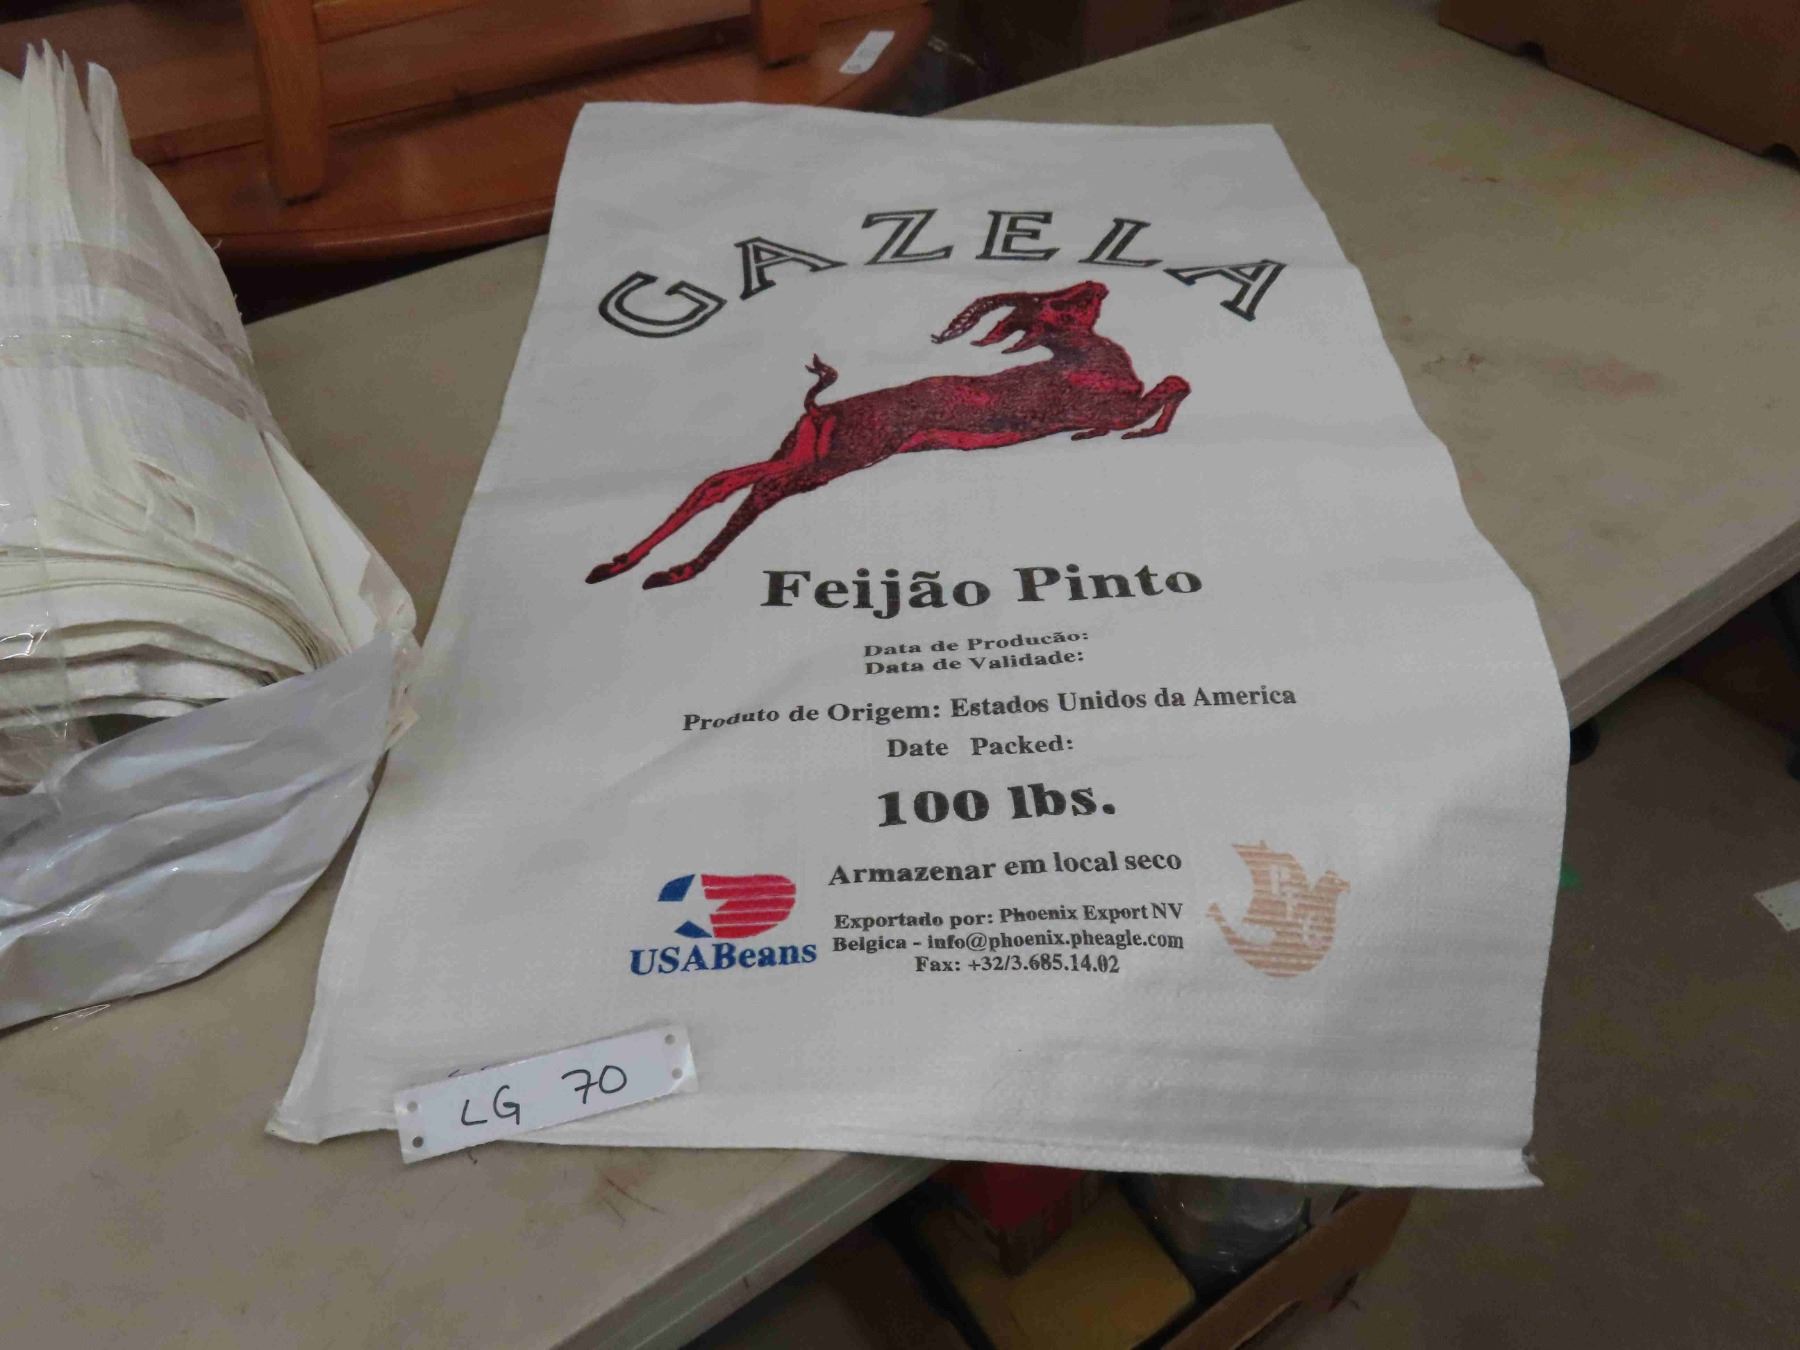 GAZELA
Feijão Pinto
Data de Producão:
Data de Validade:
Produto de Origem: Estados Unidos da America
Date Packed:
100 lbs.
Armazenar em local seco
Exportado por: Phoenix Export NV
Belgica - info@phoenix.pheagle.com
Fax: +32/3.685.14.02
USABeans
LG 70